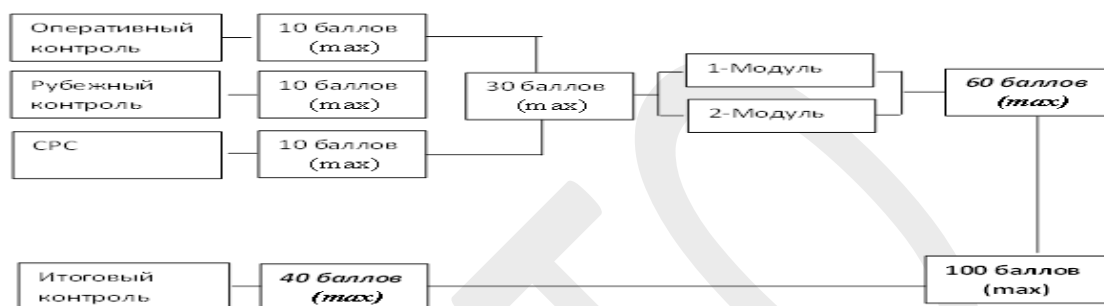 Оперативный
контроль
10 баллов
(max)
Рубежный
контроль
10 баллов
(max)
СРС
10 баллов
(max)
30 баллов
(max)
1-Модуль
2-Модуль
60 баллов
(max)
Итоговый
контроль
40 баллов
(max)
100 баллов
(max)